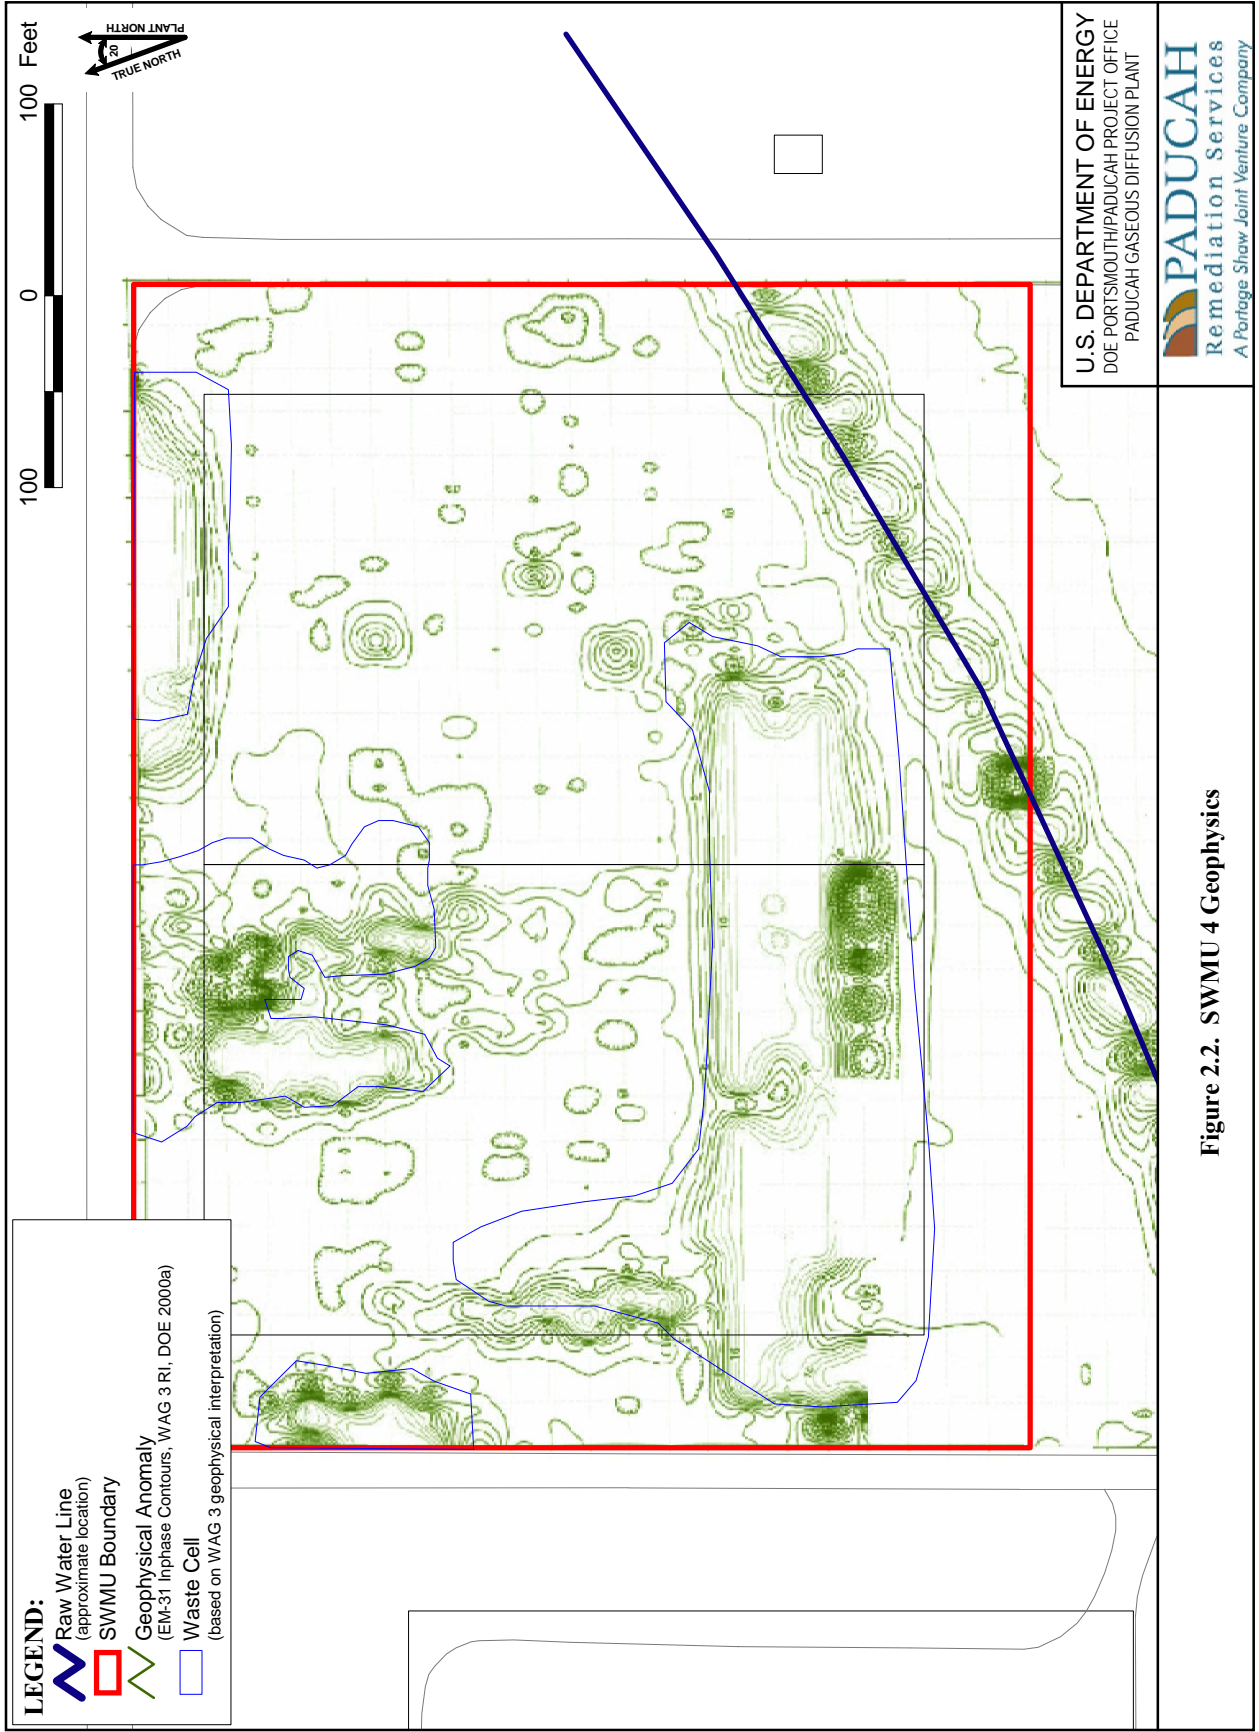 LEGEND:
Raw Water Line
(approximate location)
SWMU Boundary
Geophysical Anomaly
(EM-31 Inphase Contours, WAG 3 RI, DOE 2000a)
Waste Cell
(based on WAG 3 geophysical interpretation)
100 0 100 Feet
PLANT NORTH
20
TRUE NORTH
16
10
U.S. DEPARTMENT OF ENERGY
DOE PORTSMOUTH/PADUCAH PROJECT OFFICE
PADUCAH GASEOUS DIFFUSION PLANT
Figure 2.2. SWMU 4 Geophysics
PADUCAH
Remediation Services
A Portage Shaw Joint Venture Company